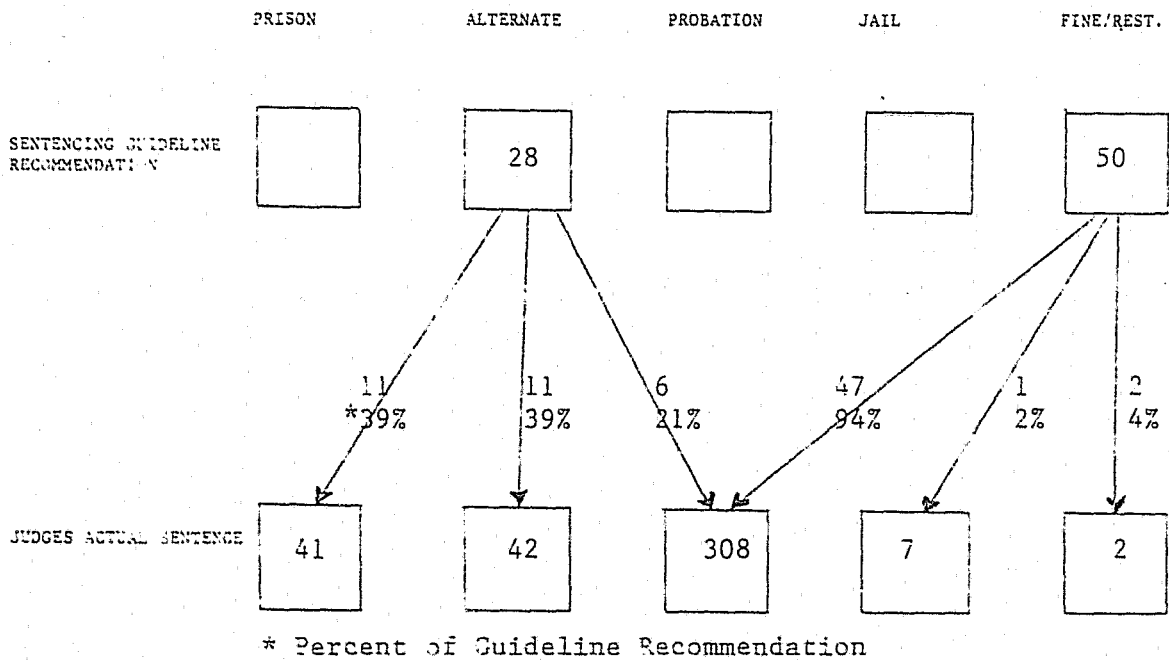 PRISON ALTERNATE PROBATION JAIL FINE/REST.
SENTENCING GUIDELINE
RECOMMENDATION
28
50
11 11 6 47 1 2
*39% 39% 21% 94% 2% 4%
JUDGES ACTUAL SENTENCE
41 42 308 7 2
* Percent of Guideline Recommendation